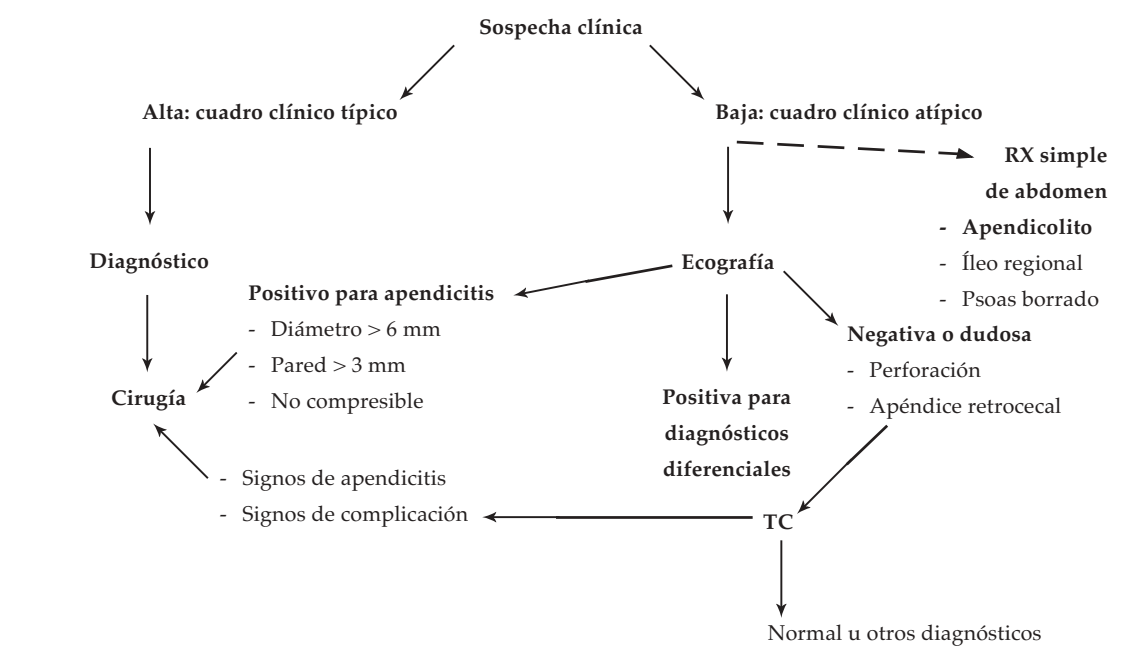 Sospecha clínica
Alta: cuadro clínico típico
Baja: cuadro clínico atípico
RX simple
de abdomen
- Apendicolito
- Íleo regional
- Psoas borrado
Diagnóstico
Ecografía
Positivo para apendicitis
- Diámetro > 6 mm
- Pared > 3 mm
- No compresible
Negativa o dudosa
- Perforación
- Apéndice retrocecal
Cirugía
Positiva para
diagnósticos
diferenciales
- Signos de apendicitis
- Signos de complicación
TC
Normal u otros diagnósticos